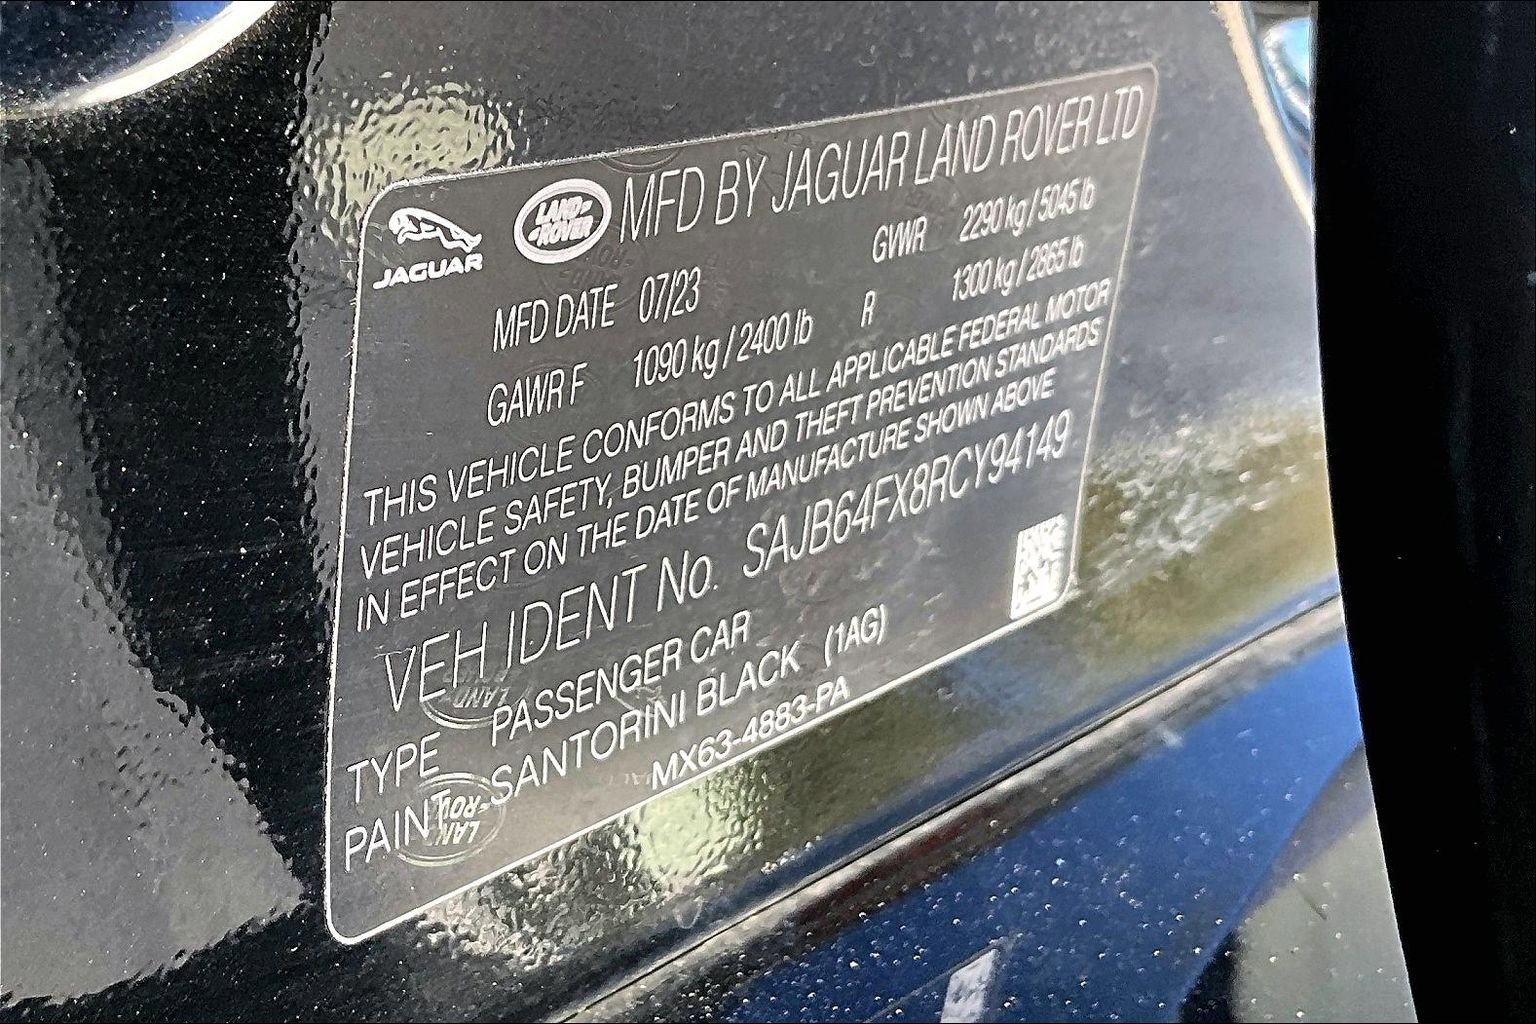 JAGUAR LAND ROVER MFD BY JAGUAR LAND ROVER LTD
MFD DATE 07/23 GVWR 2290 kg / 5045 lb
GAWR F 1090 kg / 2400 lb R 1300 kg / 2865 lb
THIS VEHICLE CONFORMS TO ALL APPLICABLE FEDERAL MOTOR
VEHICLE SAFETY, BUMPER AND THEFT PREVENTION STANDARDS
IN EFFECT ON THE DATE OF MANUFACTURE SHOWN ABOVE
VEH IDENT No. SAJB64FX8RCY94149
TYPE PASSENGER CAR
PAINT SANTORINI BLACK (1AG)
MX63-4883-PA